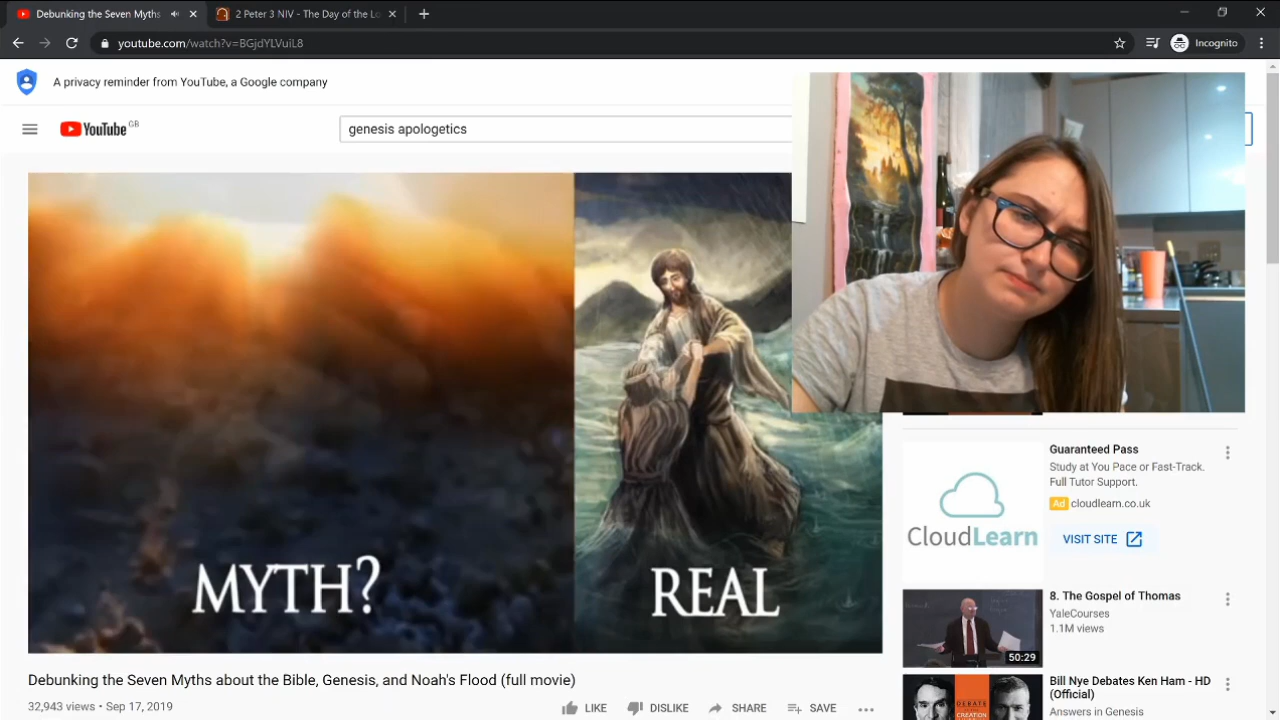 Debunking the Seven Myths
2 Peter 3 NIV - The Day of the Lo
youtube.com/watch?v=BGjdYLVuiL8
Incognito
A privacy reminder from YouTube, a Google company
YouTube GB
genesis apologetics
MYTH?
REAL
Guaranteed Pass
Study at You Pace or Fast-Track.
Full Tutor Support.
Ad cloudlearn.co.uk
CloudLearn
VISIT SITE
8. The Gospel of Thomas
YaleCourses
1.1M views
50:29
Debunking the Seven Myths about the Bible, Genesis, and Noah's Flood (full movie)
32,943 views • Sep 17, 2019
LIKE
DISLIKE
SHARE
SAVE
Bill Nye Debates Ken Ham - HD
(Official)
Answers in Genesis
DEBATE
CREATION